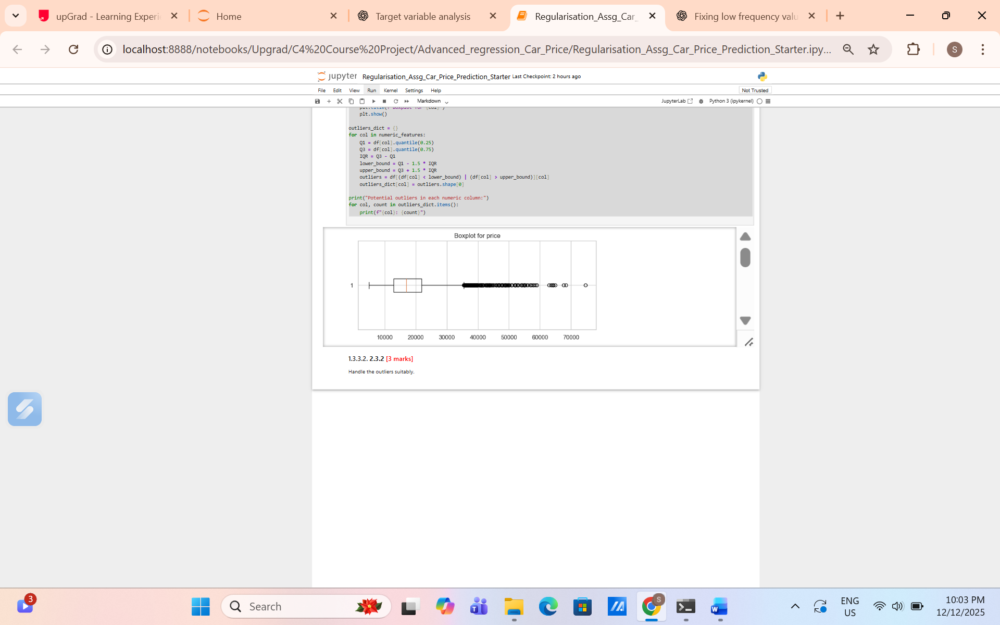 upGrad - Learning Experi
Home
Target variable analysis
Regularisation_Assg_Car_
Fixing low frequency valu
localhost:8888/notebooks/Upgrad/C4%20Course%20Project/Advanced_regression_Car_Price/Regularisation_Assg_Car_Price_Prediction_Starter.ipy...
S
jupyter Regularisation_Assg_Car_Price_Prediction_Starter Last Checkpoint: 2 hours ago
File Edit View Run Kernel Settings Help
Not Trusted
Markdown
JupyterLab
Python 3 (ipykernel)
plt.show()
outliers_dict = {}
for col in numeric_features:
    Q1 = df[col].quantile(0.25)
    Q3 = df[col].quantile(0.75)
    IQR = Q3 - Q1
    lower_bound = Q1 - 1.5 * IQR
    upper_bound = Q3 + 1.5 * IQR
    outliers = df[(df[col] < lower_bound) | (df[col] > upper_bound)][col]
    outliers_dict[col] = outliers.shape[0]
print("Potential outliers in each numeric column:")
for col, count in outliers_dict.items():
    print(f"{col}: {count}")
Boxplot for price
1
10000 20000 30000 40000 50000 60000 70000
1.3.3.2. 2.3.2 [3 marks]
Handle the outliers suitably.
3
Search
S
ENG
US
10:03 PM
12/12/2025